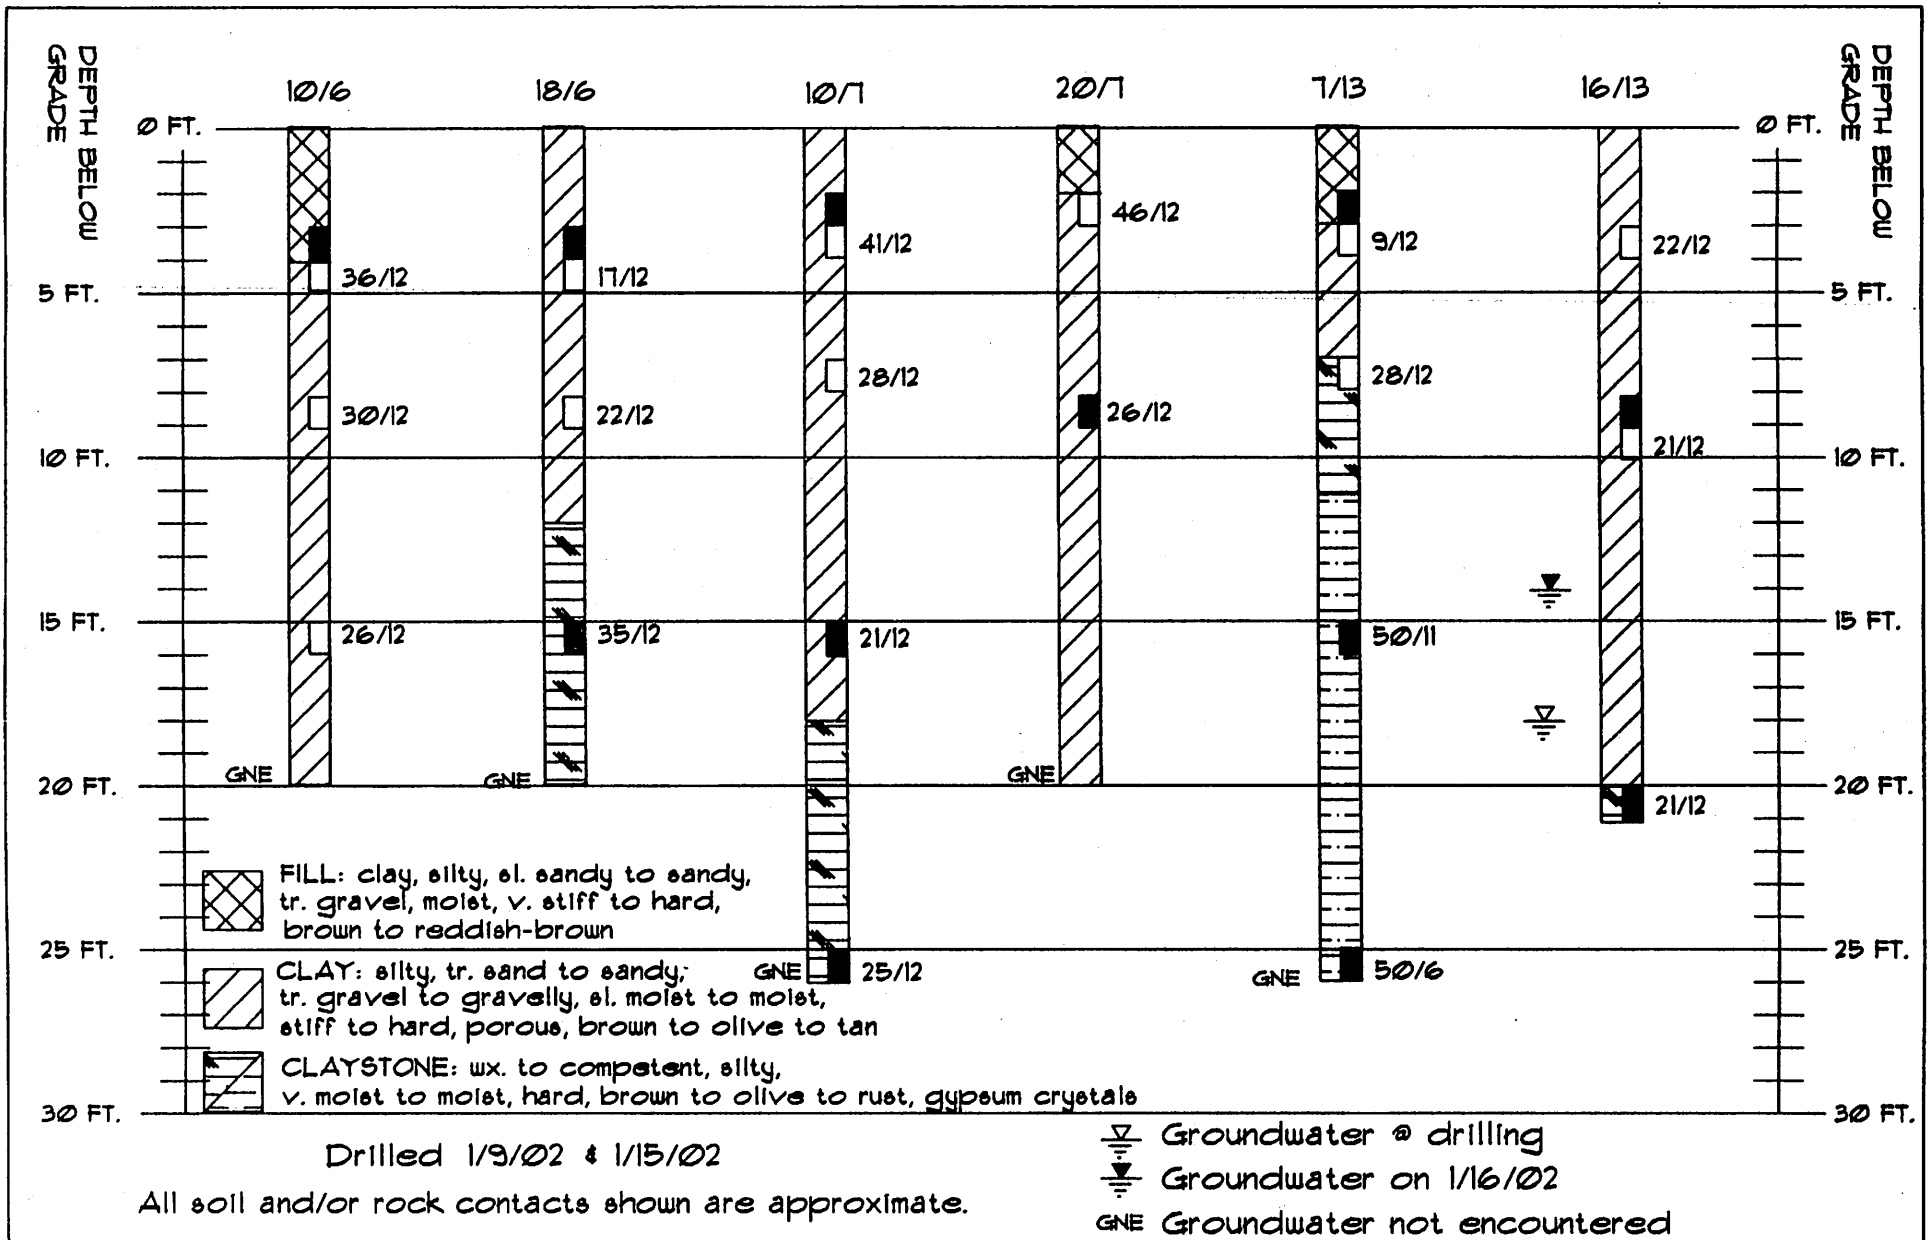 DEPTH BELOW
GRADE
10/6
18/6
10/7
20/7
7/13
16/13
DEPTH BELOW
GRADE
0 FT.
0 FT.
46/12
41/12
9/12
22/12
36/12
17/12
5 FT.
5 FT.
28/12
28/12
30/12
22/12
26/12
21/12
10 FT.
10 FT.
15 FT.
26/12
35/12
21/12
50/11
15 FT.
GNE
GNE
GNE
20 FT.
20 FT.
21/12
FILL: clay, silty, sl. sandy to sandy,
tr. gravel, moist, v. stiff to hard,
brown to reddish-brown
25 FT.
25 FT.
CLAY: silty, tr. sand to sandy,
GNE
25/12
GNE
50/6
tr. gravel to gravelly, sl. moist to moist,
stiff to hard, porous, brown to olive to tan
CLAYSTONE: wx. to competent, silty,
v. moist to moist, hard, brown to olive to rust, gypsum crystals
30 FT.
30 FT.
Drilled 1/9/02 & 1/15/02
All soil and/or rock contacts shown are approximate.
Groundwater @ drilling
Groundwater on 1/16/02
GNE Groundwater not encountered